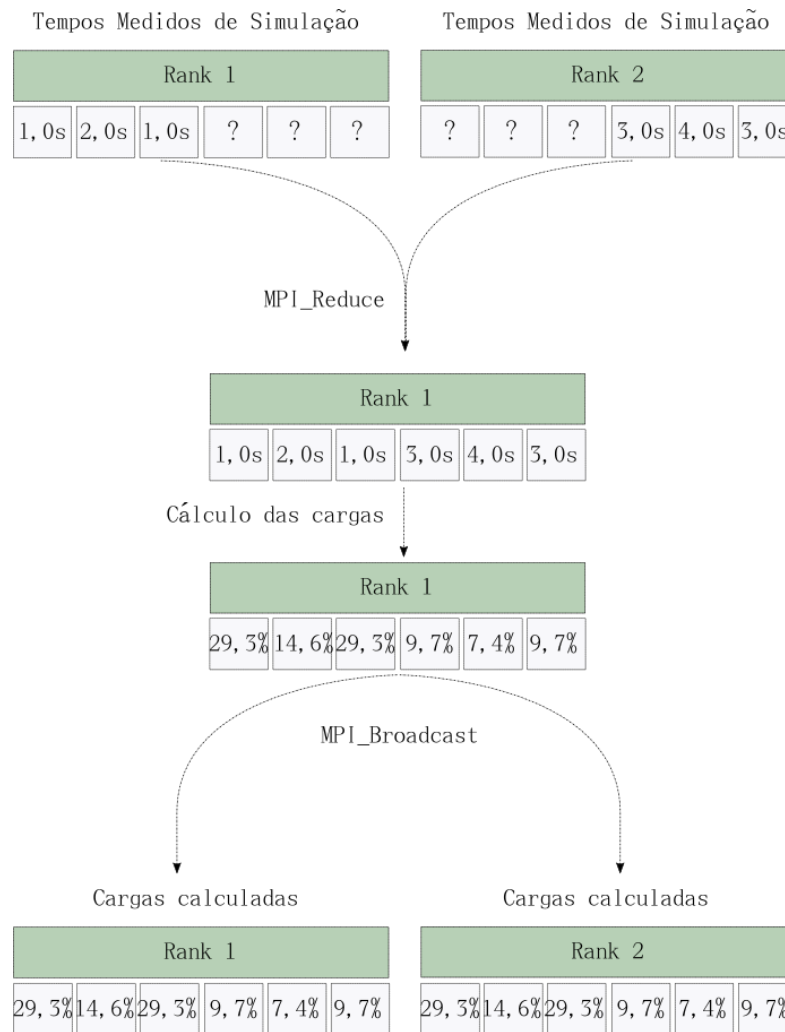 Tempos Medidos de Simulação Tempos Medidos de Simulação
Rank 1 Rank 2
1,0s 2,0s 1,0s ? ? ? ? ? ? 3,0s 4,0s 3,0s
MPI_Reduce
Rank 1
1,0s 2,0s 1,0s 3,0s 4,0s 3,0s
Cálculo das cargas
Rank 1
29,3% 14,6% 29,3% 9,7% 7,4% 9,7%
MPI_Broadcast
Cargas calculadas Cargas calculadas
Rank 1 Rank 2
29,3% 14,6% 29,3% 9,7% 7,4% 9,7% 29,3% 14,6% 29,3% 9,7% 7,4% 9,7%